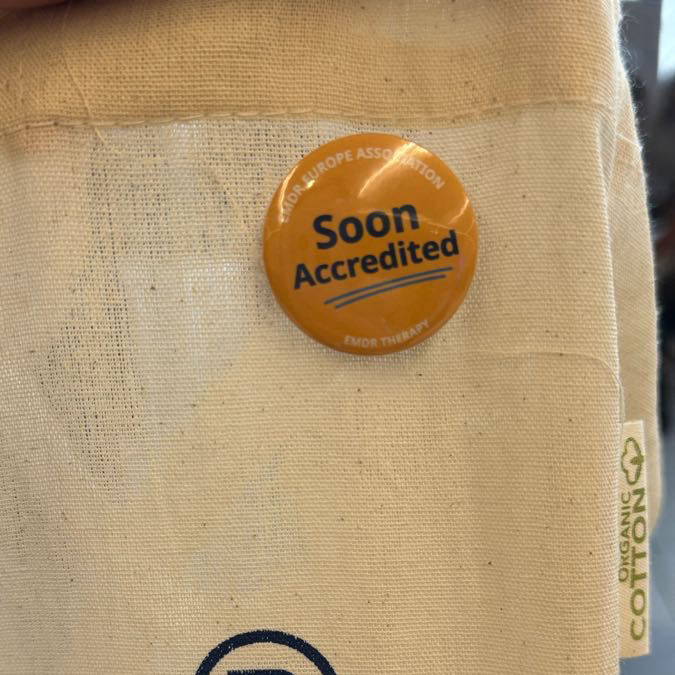 EMDR EUROPE ASSOCIATION
Soon
Accredited
EMDR THERAPY
ORGANIC
COTTON